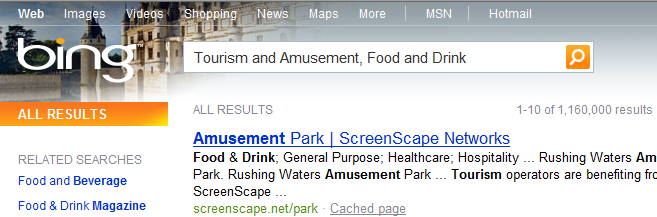 Web Images Videos Shopping News Maps More | MSN | Hotmail
bing™
Tourism and Amusement, Food and Drink
ALL RESULTS
ALL RESULTS 1-10 of 1,160,000 results
Amusement Park | ScreenScape Networks
Food & Drink; General Purpose; Healthcare; Hospitality ... Rushing Waters Am
RELATED SEARCHES
Park. Rushing Waters Amusement Park ... Tourism operators are benefiting fro
Food and Beverage
ScreenScape ...
Food & Drink Magazine
screenscape.net/park · Cached page